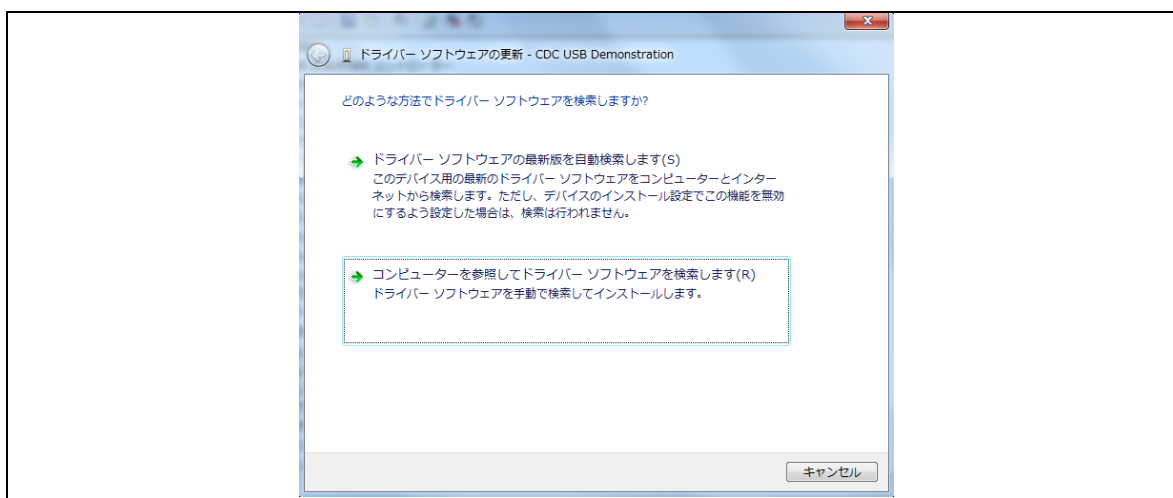 ドライバー ソフトウェアの更新 - CDC USB Demonstration
どのような方法でドライバー ソフトウェアを検索しますか?
ドライバー ソフトウェアの最新版を自動検索します(S)
このデバイス用の最新のドライバー ソフトウェアをコンピューターとインター
ネットから検索します。ただし、デバイスのインストール設定でこの機能を無効
にするよう設定した場合は、検索は行われません。
コンピューターを参照してドライバー ソフトウェアを検索します(R)
ドライバー ソフトウェアを手動で検索してインストールします。
キャンセル